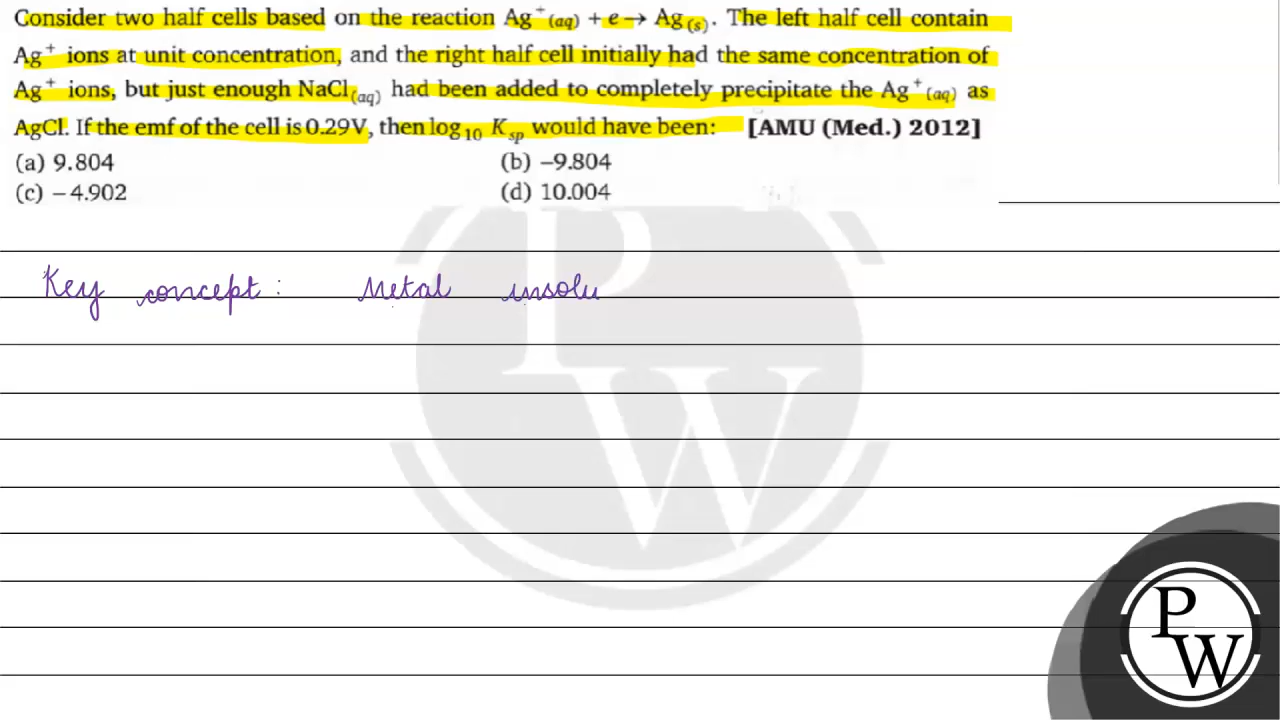 Consider two half cells based on the reaction Ag⁺(aq) + e → Ag(s). The left half cell contain
Ag⁺ ions at unit concentration, and the right half cell initially had the same concentration of
Ag⁺ ions, but just enough NaCl(aq) had been added to completely precipitate the Ag⁺(aq) as
AgCl. If the emf of the cell is 0.29V, then log₁₀ Kₛₚ would have been: [AMU (Med.) 2012]
(a) 9.804 (b) –9.804
(c) – 4.902 (d) 10.004
Key concept : Metal insolu
P
W
P
W